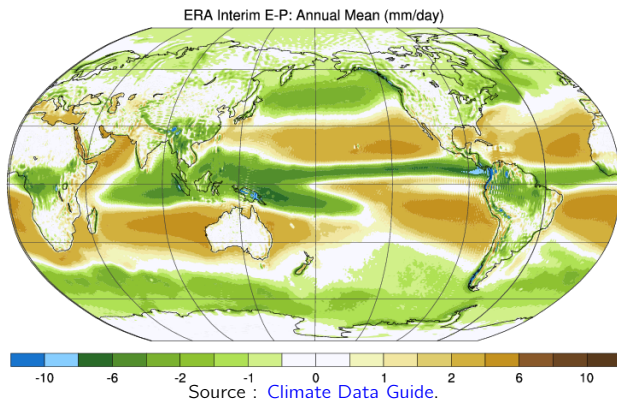 ERA Interim E-P: Annual Mean (mm/day)
-10 -6 -2 -1 0 1 2 6 10
Source : Climate Data Guide.